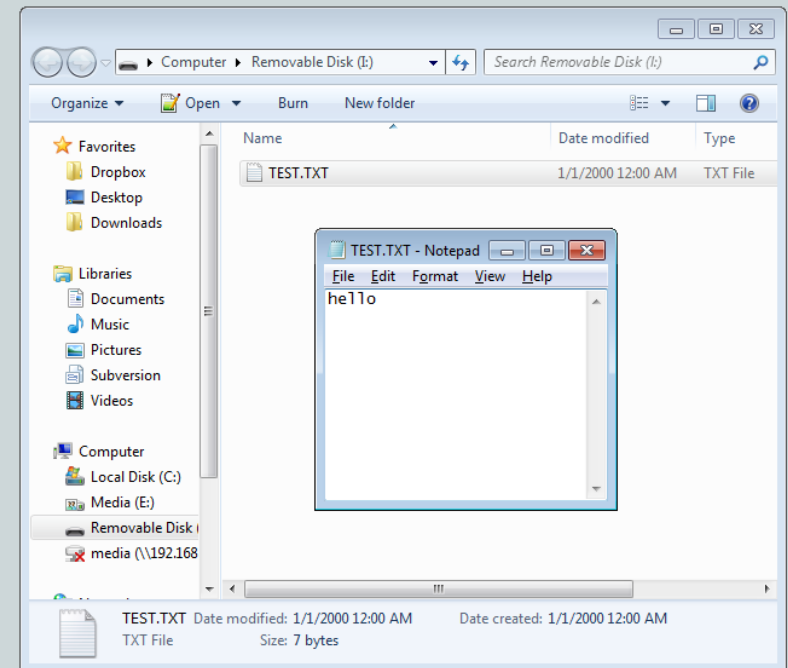 Computer Removable Disk (I:) Search Removable Disk (I:)
Organize Open Burn New folder
Name Date modified Type
TEST.TXT 1/1/2000 12:00 AM TXT File
Favorites
Dropbox
Desktop
Downloads
Libraries
Documents
Music
Pictures
Subversion
Videos
Computer
Local Disk (C:)
Media (E:)
Removable Disk (
media (\\192.168
TEST.TXT - Notepad
File Edit Format View Help
hello
TEST.TXT Date modified: 1/1/2000 12:00 AM Date created: 1/1/2000 12:00 AM
TXT File Size: 7 bytes